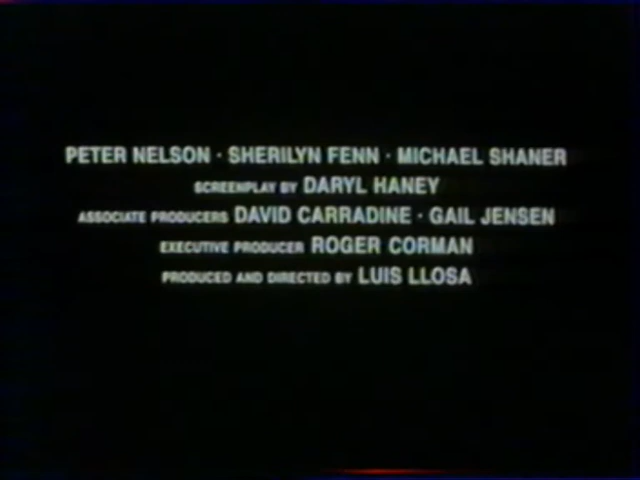 PETER NELSON · SHERILYN FENN · MICHAEL SHANER
SCREENPLAY BY DARYL HANEY
ASSOCIATE PRODUCERS DAVID CARRADINE · GAIL JENSEN
EXECUTIVE PRODUCER ROGER CORMAN
PRODUCED AND DIRECTED BY LUIS LLOSA